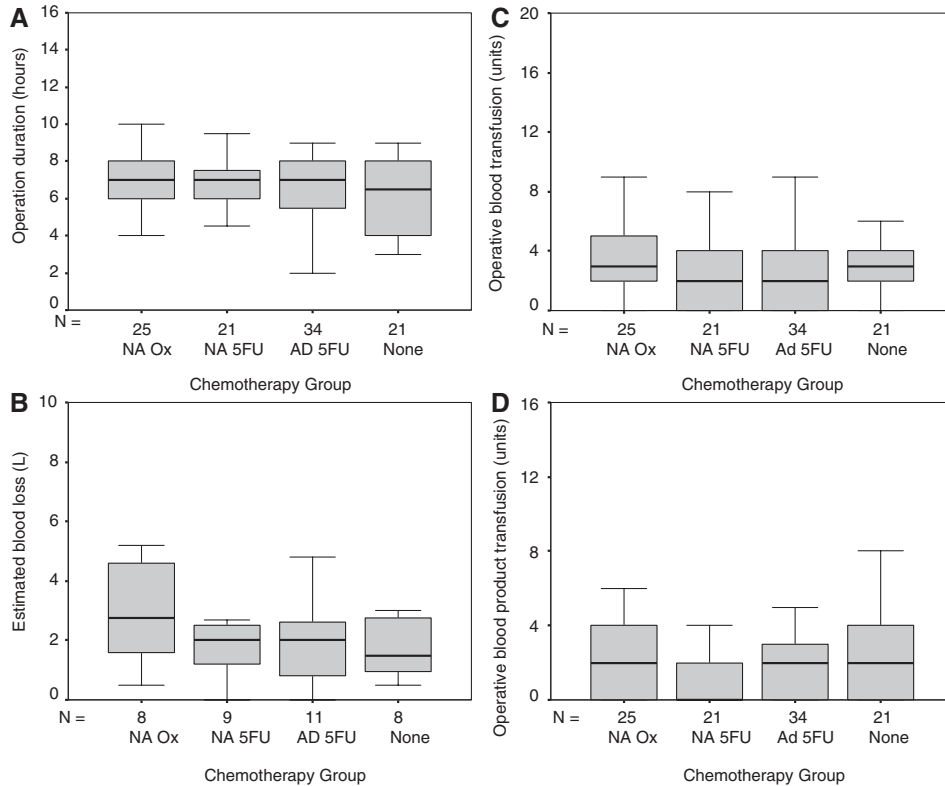 A
Operation duration (hours)
16
14
12
10
8
6
4
2
0
N =
25 21 34 21
NA Ox NA 5FU AD 5FU None
Chemotherapy Group
C
Operative blood transfusion (units)
20
16
12
8
4
0
N =
25 21 34 21
NA Ox NA 5FU Ad 5FU None
Chemotherapy Group
B
Estimated blood loss (L)
10
8
6
4
2
0
N =
8 9 11 8
NA Ox NA 5FU AD 5FU None
Chemotherapy Group
D
Operative blood product transfusion (units)
16
12
8
4
0
N =
25 21 34 21
NA Ox NA 5FU Ad 5FU None
Chemotherapy Group